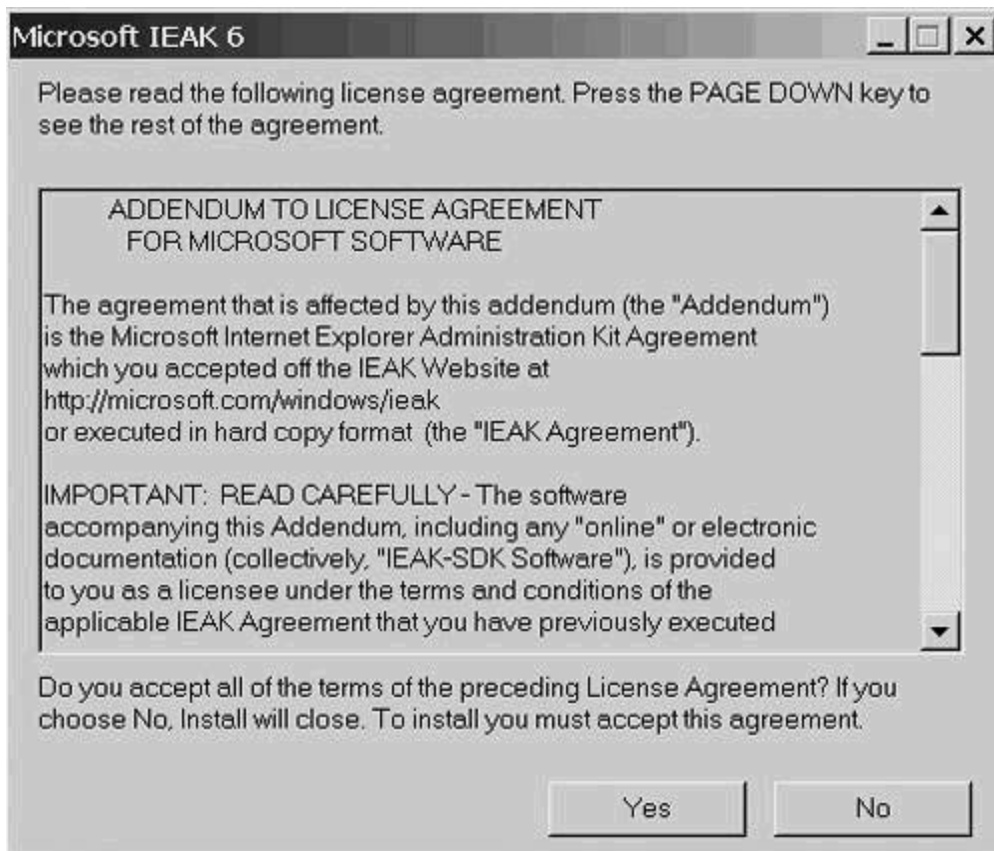 Microsoft IEAK 6
Please read the following license agreement. Press the PAGE DOWN key to
see the rest of the agreement.
ADDENDUM TO LICENSE AGREEMENT
FOR MICROSOFT SOFTWARE
The agreement that is affected by this addendum (the "Addendum")
is the Microsoft Internet Explorer Administration Kit Agreement
which you accepted off the IEAK Website at
http://microsoft.com/windows/ieak
or executed in hard copy format (the "IEAK Agreement").
IMPORTANT: READ CAREFULLY - The software
accompanying this Addendum, including any "online" or electronic
documentation (collectively, "IEAK-SDK Software"), is provided
to you as a licensee under the terms and conditions of the
applicable IEAK Agreement that you have previously executed
Do you accept all of the terms of the preceding License Agreement? If you
choose No, Install will close. To install you must accept this agreement.
Yes
No